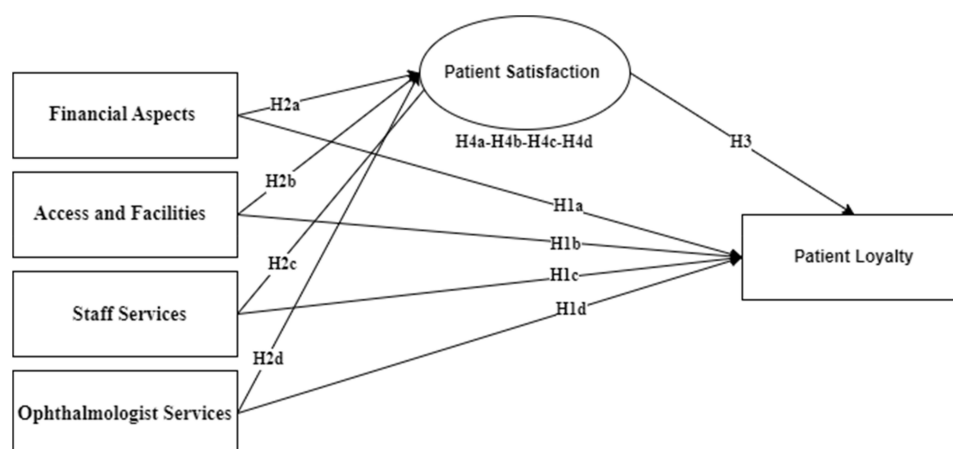 Patient Satisfaction
H4a-H4b-H4c-H4d
Financial Aspects
Access and Facilities
Staff Services
Ophthalmologist Services
H2a
H2b
H2c
H2d
H1a
H1b
H1c
H1d
H3
Patient Loyalty